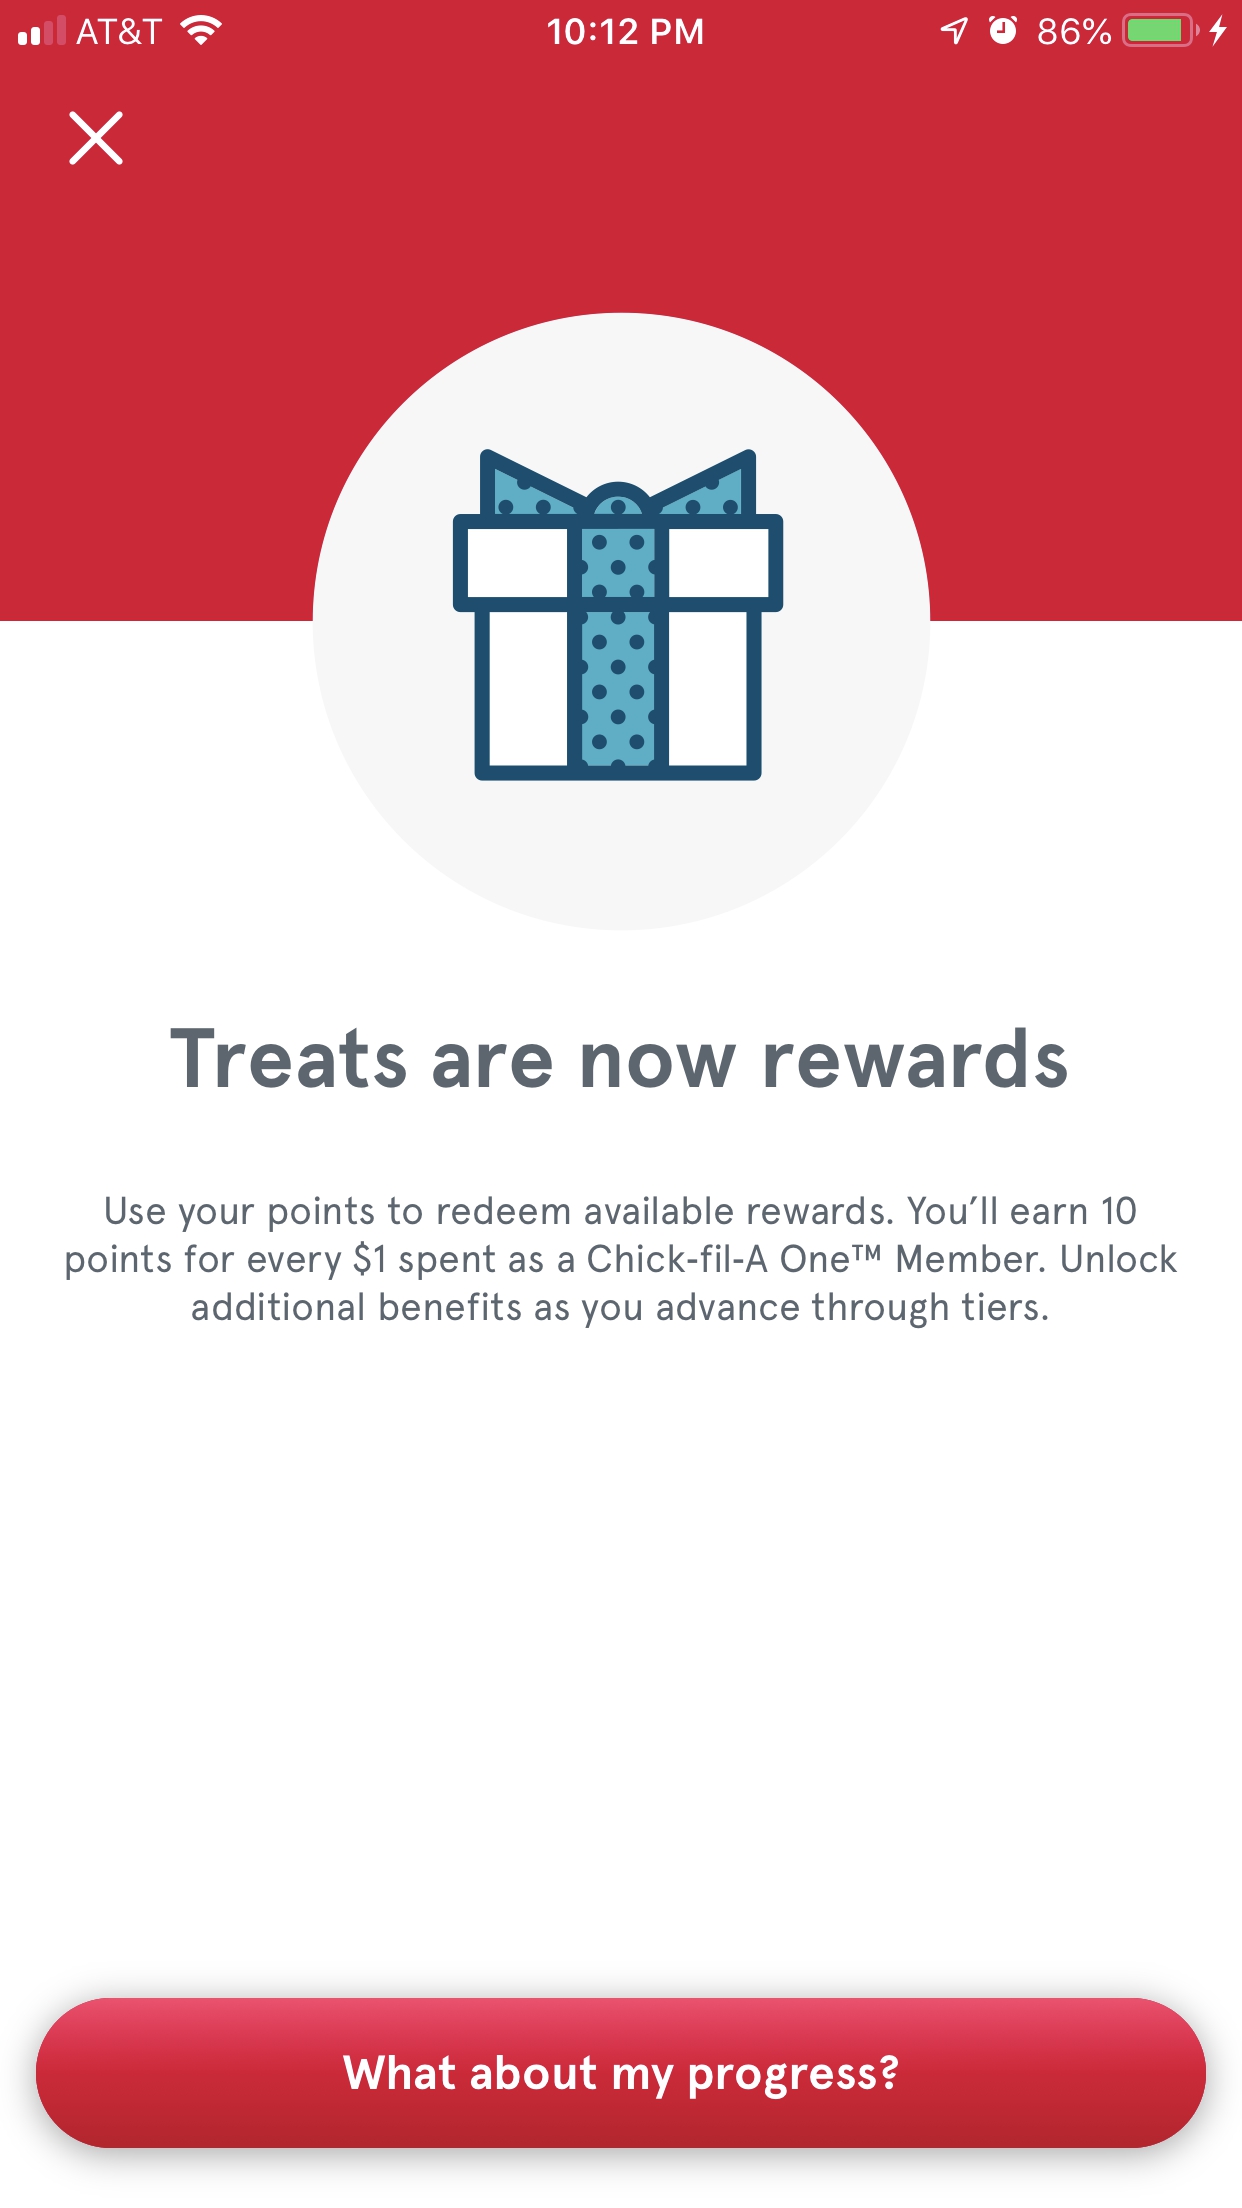 AT&T 10:12 PM 86%
Treats are now rewards
Use your points to redeem available rewards. You’ll earn 10
points for every $1 spent as a Chick-fil-A One™ Member. Unlock
additional benefits as you advance through tiers.
What about my progress?